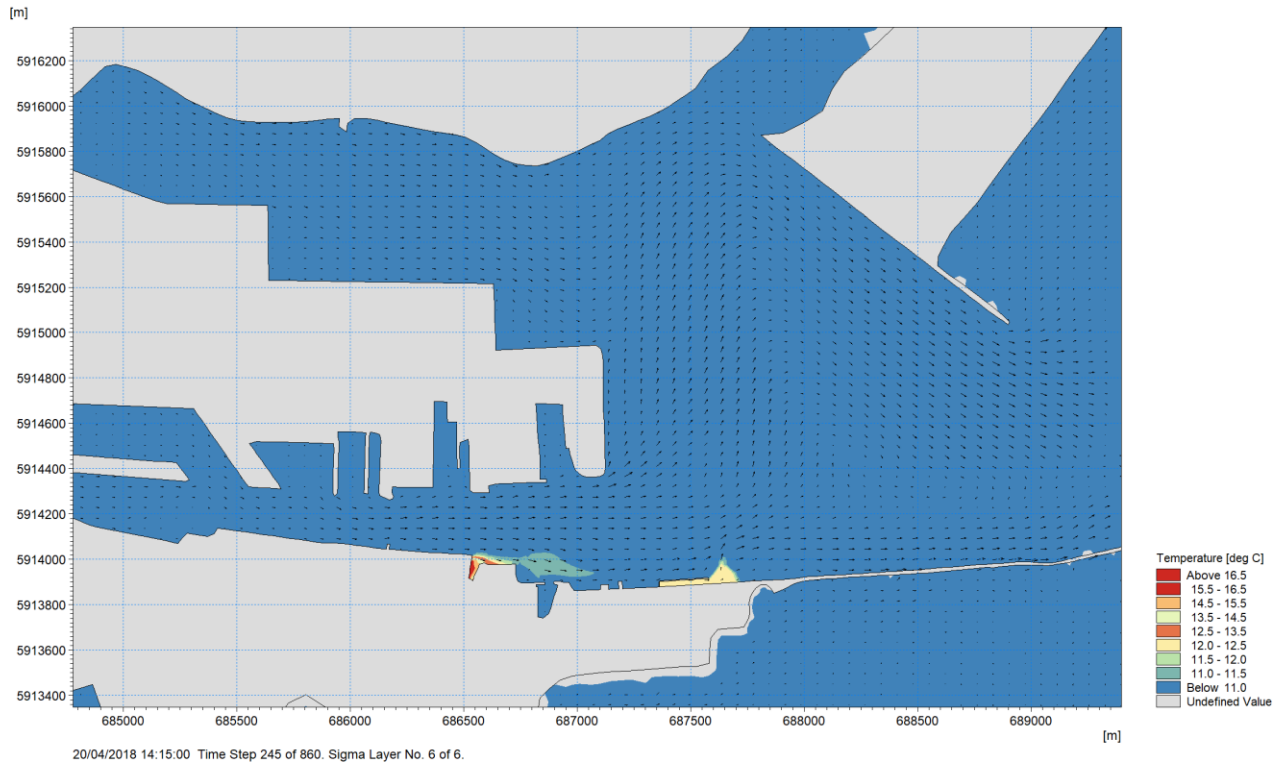 [m]
5916200
5916000
5915800
5915600
5915400
5915200
5915000
5914800
5914600
5914400
5914200
5914000
5913800
5913600
5913400
685000 685500 686000 686500 687000 687500 688000 688500 689000
[m]
Temperature [deg C]
Above 16.5
15.5 - 16.5
14.5 - 15.5
13.5 - 14.5
12.5 - 13.5
12.0 - 12.5
11.5 - 12.0
11.0 - 11.5
Below 11.0
Undefined Value
20/04/2018 14:15:00 Time Step 245 of 860. Sigma Layer No. 6 of 6.